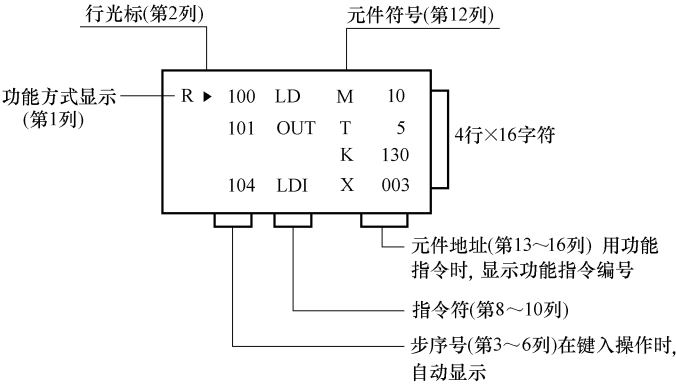 行光标(第2列)
元件符号(第12列)
功能方式显示
(第1列)
R ▶ 100 LD M 10
101 OUT T 5
K 130
104 LDI X 003
4行×16字符
元件地址(第13～16列) 用功能
指令时, 显示功能指令编号
指令符(第8～10列)
步序号(第3～6列)在键入操作时,
自动显示